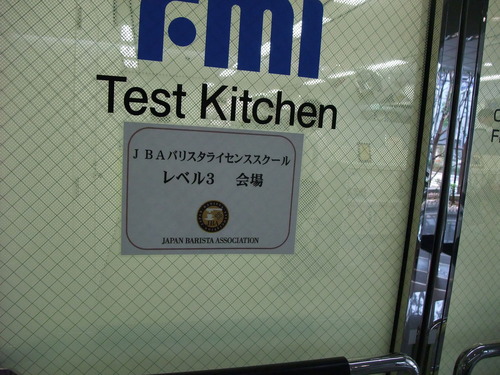 FMI
Test Kitchen
ＪＢＡバリスタライセンススクール
レベル3　会場
JAPAN BARISTA ASSOCIATION